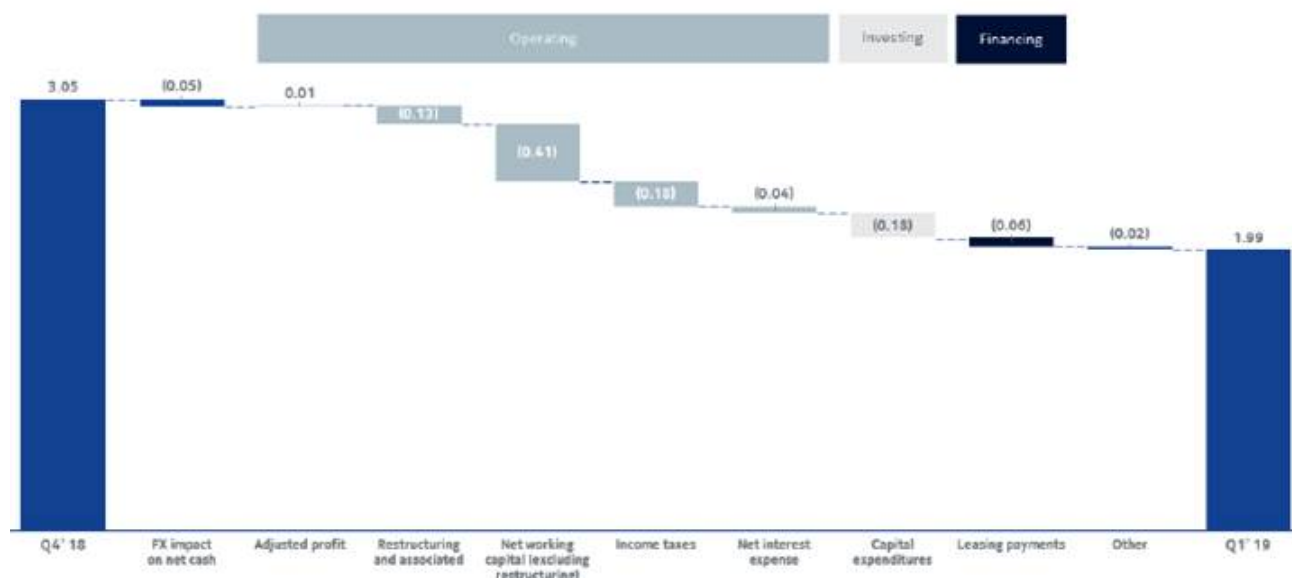 Operating
Investing
Financing
3.05
(0.05)
0.01
(0.13)
(0.41)
(0.18)
(0.04)
(0.18)
(0.06)
(0.02)
1.99
Q4' 18
FX impact
on net cash
Adjusted profit
Restructuring
and associated
Net working
capital (excluding
restructuring)
Income taxes
Net interest
expense
Capital
expenditures
Leasing payments
Other
Q1' 19